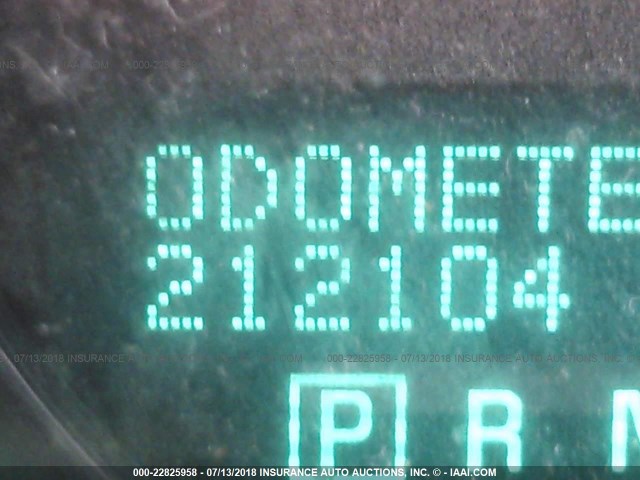 ODOMETE
212104
P R N
000-22825958 - 07/13/2018 INSURANCE AUTO AUCTIONS, INC. © - IAAI.COM